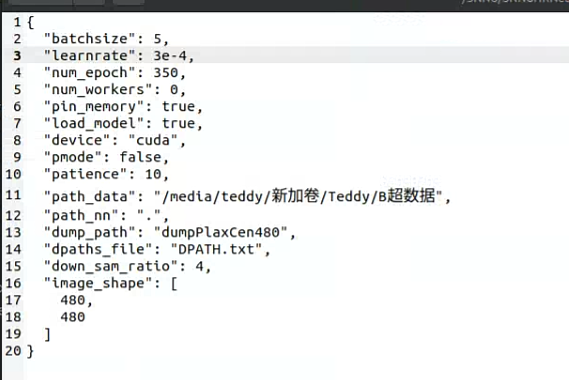 1 {
2 "batchsize": 5,
3 "learnrate": 3e-4,
4 "num_epoch": 350,
5 "num_workers": 0,
6 "pin_memory": true,
7 "load_model": true,
8 "device": "cuda",
9 "pmode": false,
10 "patience": 10,
11 "path_data": "/media/teddy/新加卷/Teddy/B超数据",
12 "path_nn": ".",
13 "dump_path": "dumpPlaxCen480",
14 "dpaths_file": "DPATH.txt",
15 "down_sam_ratio": 4,
16 "image_shape": [
17 480,
18 480
19 ]
20 }